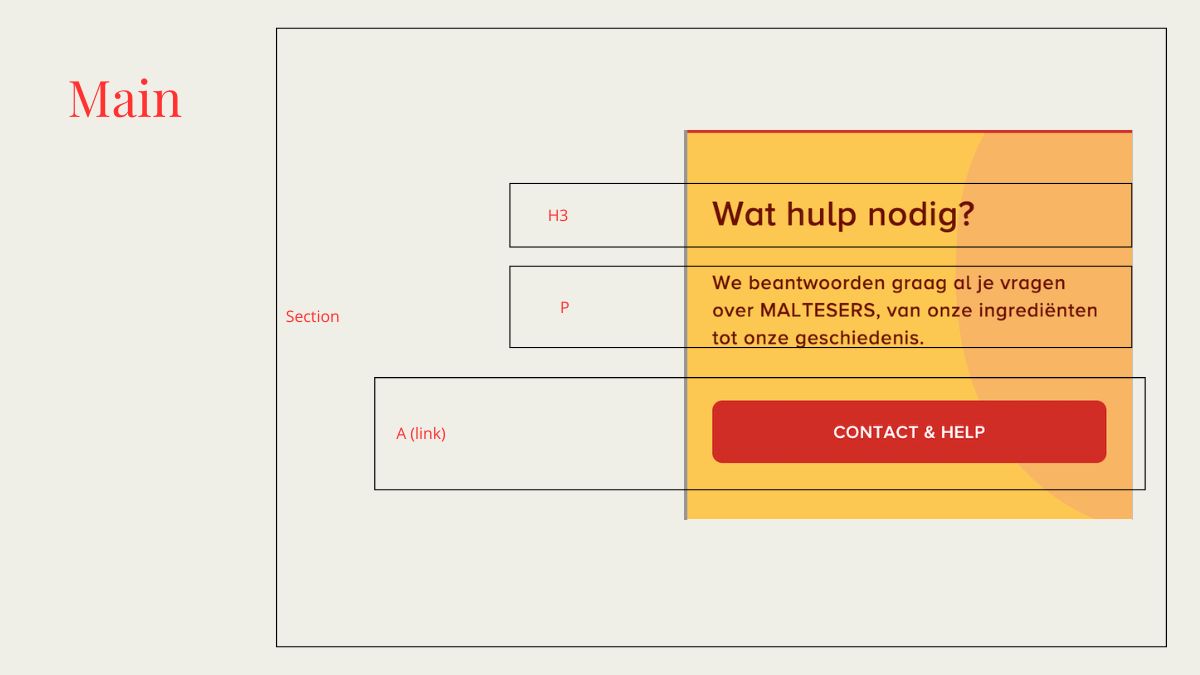 Main
H3
Wat hulp nodig?
P
We beantwoorden graag al je vragen
over MALTESERS, van onze ingrediënten
tot onze geschiedenis.
Section
A (link)
CONTACT & HELP